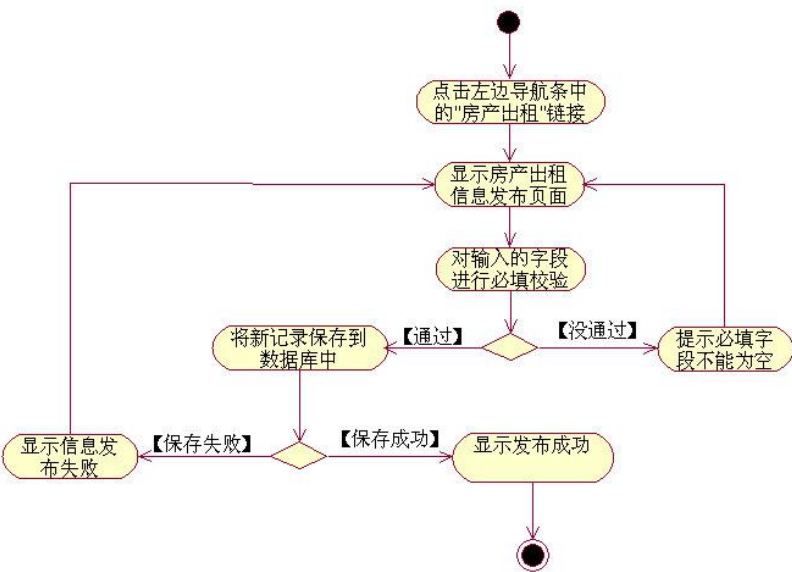 点击左边导航条中
的"房产出租"链接
显示房产出租
信息发布页面
对输入的字段
进行必填校验
【通过】
【没通过】
将新记录保存到
数据库中
提示必填字
段不能为空
【保存失败】
【保存成功】
显示信息发
布失败
显示发布成功